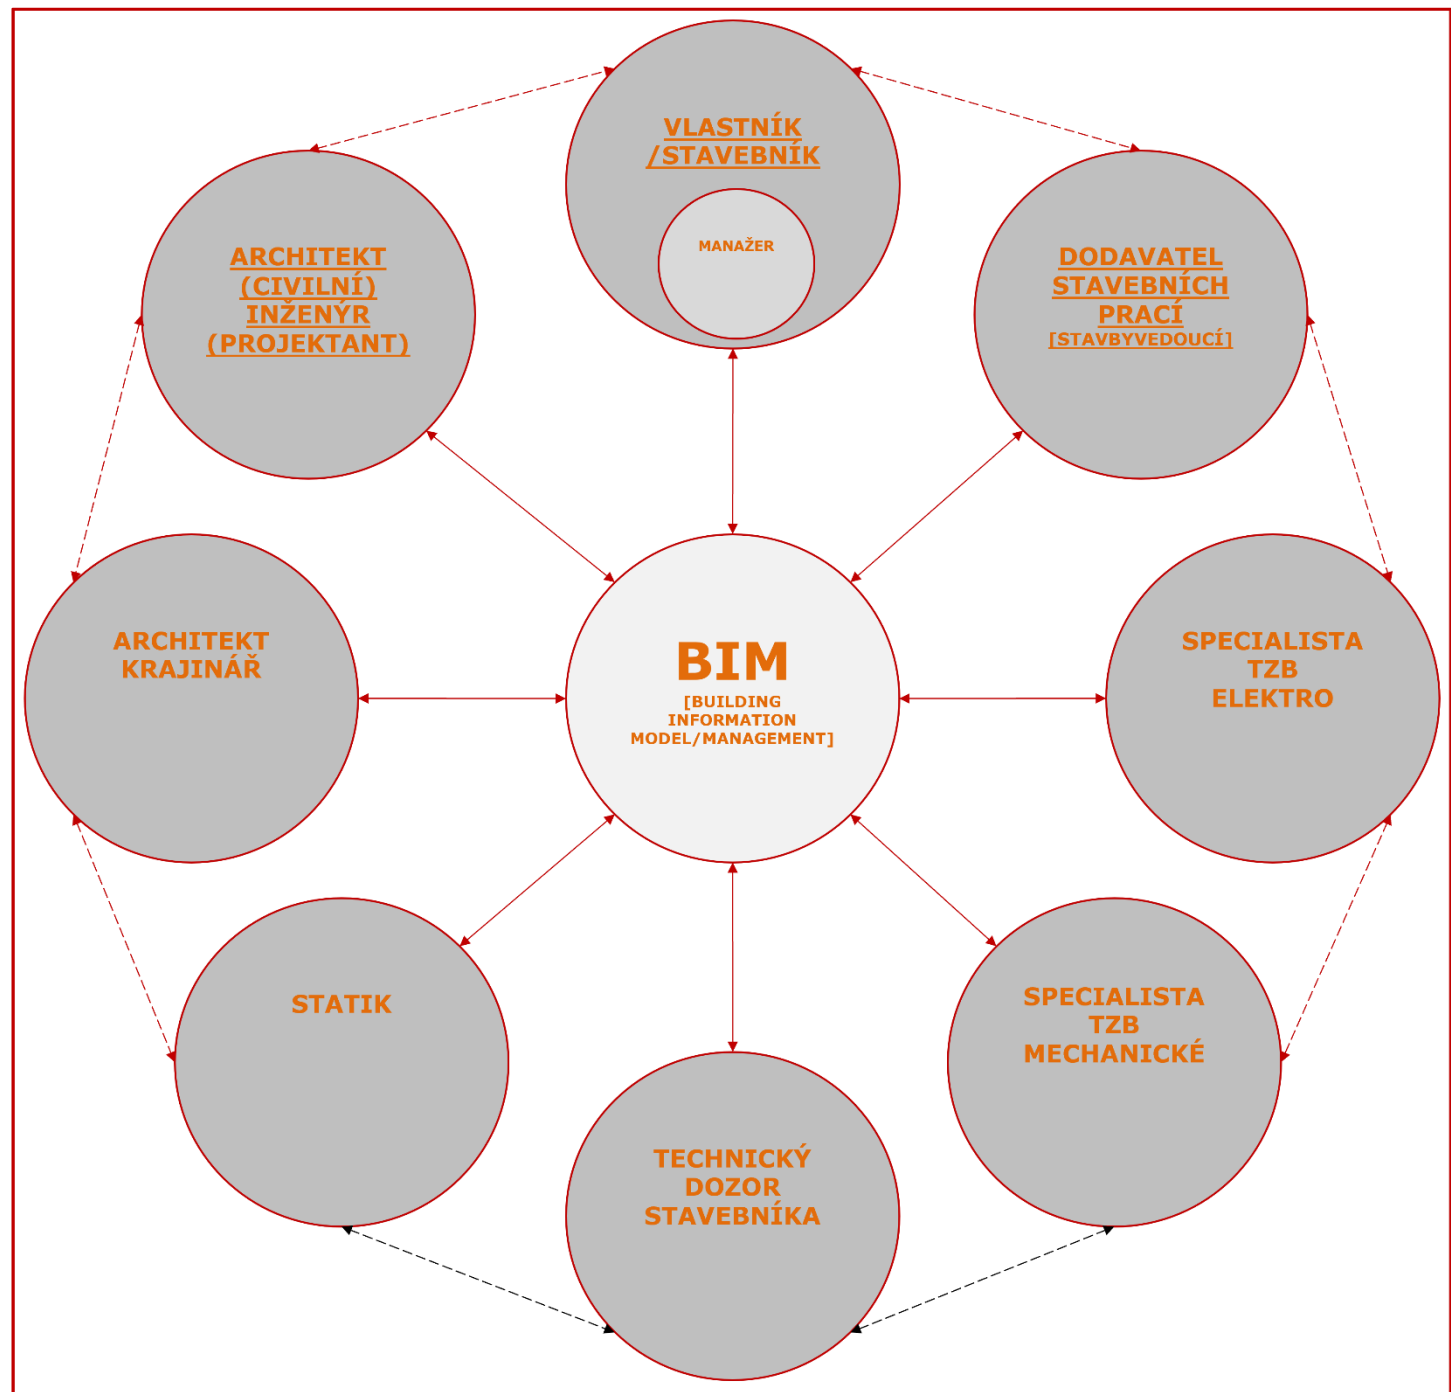 VLASTNÍK
/STAVEBNÍK
MANAŽER
ARCHITEKT
(CIVILNÍ)
INŽENÝR
(PROJEKTANT)
DODAVATEL
STAVEBNÍCH
PRACÍ
[STAVBYVEDOUCÍ]
ARCHITEKT
KRAJINÁŘ
BIM
[BUILDING
INFORMATION
MODEL/MANAGEMENT]
SPECIALISTA
TZB
ELEKTRO
STATIK
SPECIALISTA
TZB
MECHANICKÉ
TECHNICKÝ
DOZOR
STAVEBNÍKA